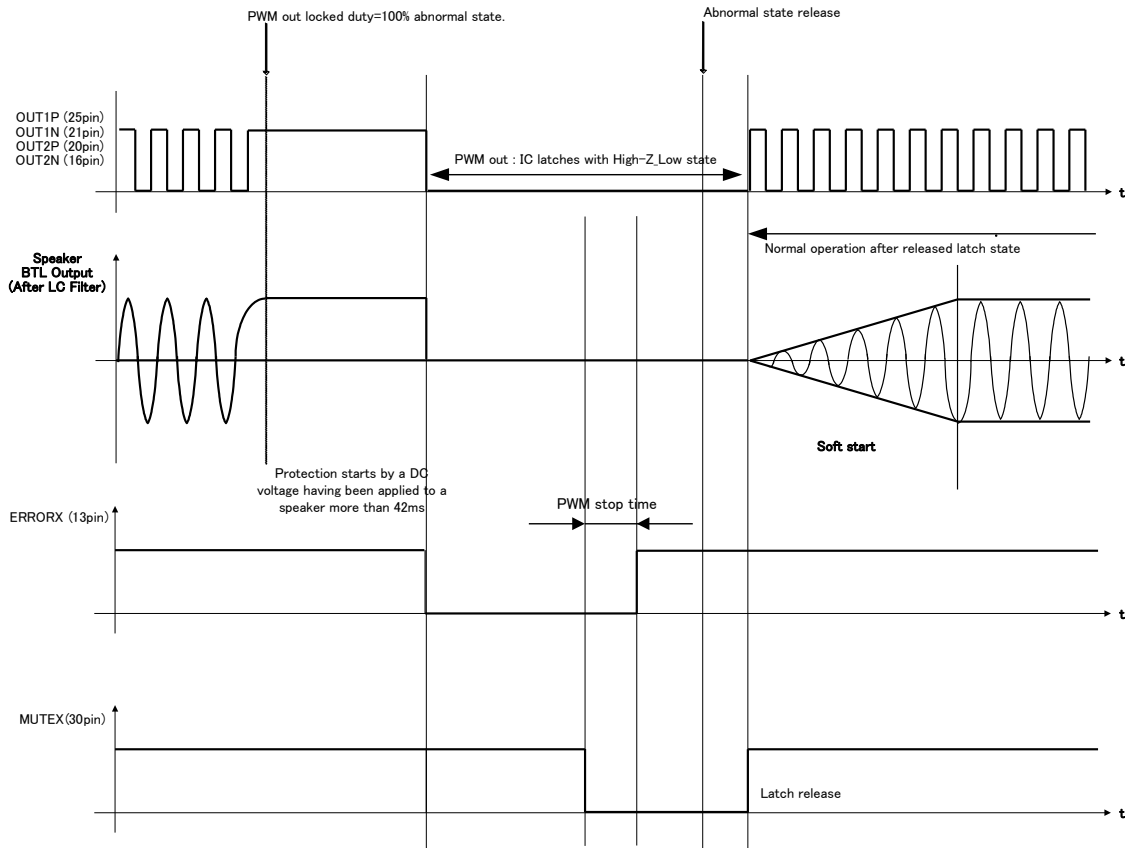 PWM out locked duty=100% abnormal state.
Abnormal state release
OUT1P (25pin)
OUT1N (21pin)
OUT2P (20pin)
OUT2N (16pin)
PWM out : IC latches with High-Z_Low state
t
Normal operation after released latch state
Speaker
BTL Output
(After LC Filter)
t
Soft start
Protection starts by a DC
voltage having been applied to a
speaker more than 42ms
PWM stop time
ERRORX (13pin)
t
MUTEX(30pin)
Latch release
t